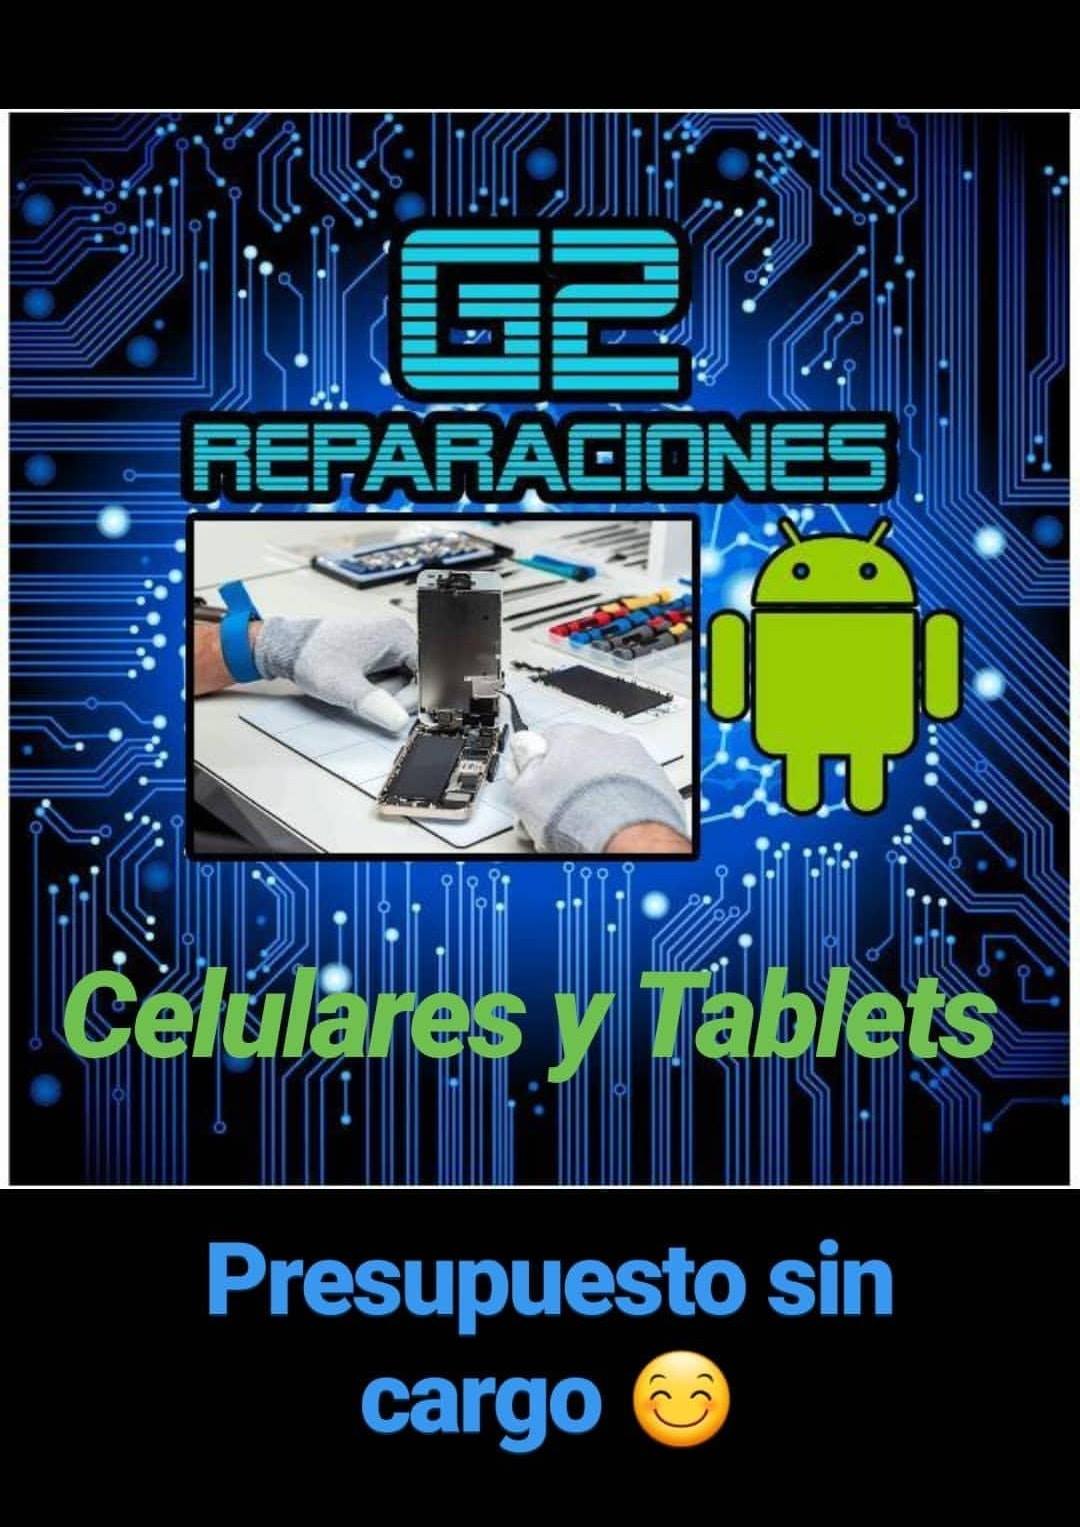 G2
REPARACIONES
Celulares y Tablets
Presupuesto sin
cargo 😊